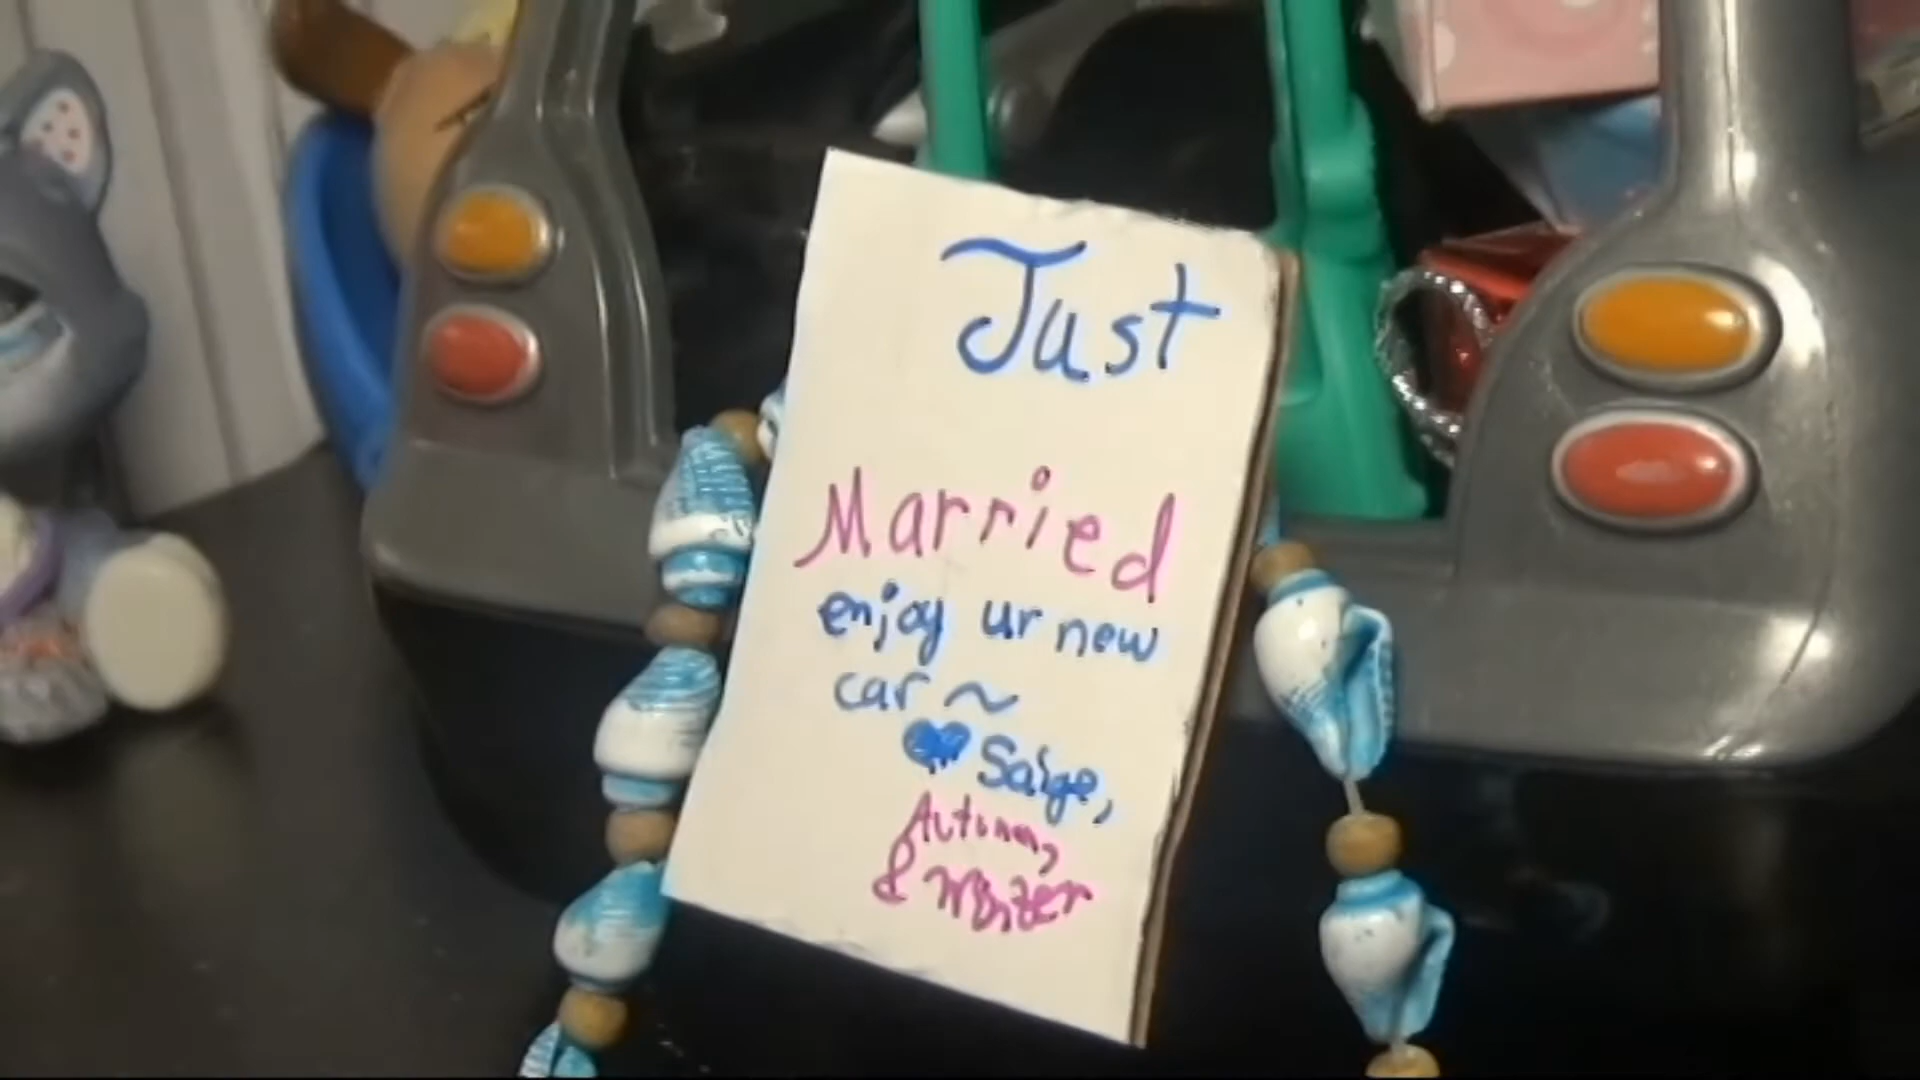 Just
Married
enjoy ur new
car ~
♥ Saige,
Autumn,
& Winter